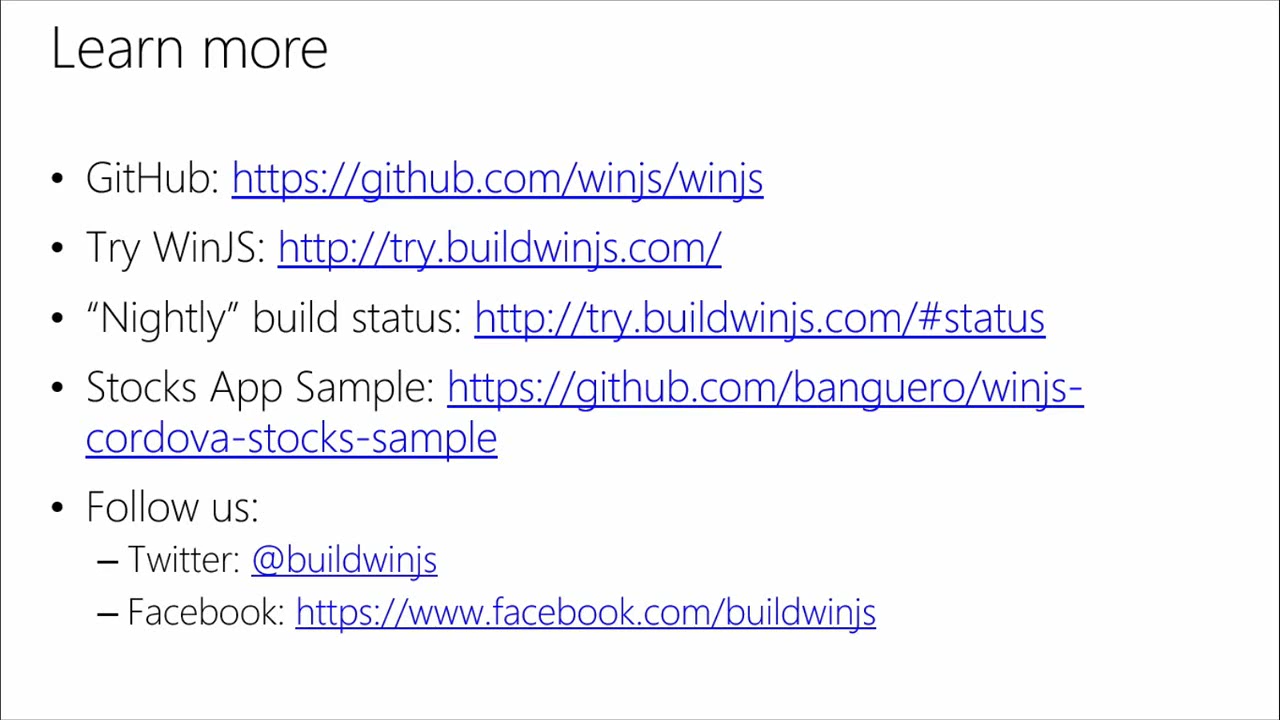 Learn more
• GitHub: https://github.com/winjs/winjs
• Try WinJS: http://try.buildwinjs.com/
• “Nightly” build status: http://try.buildwinjs.com/#status
• Stocks App Sample: https://github.com/banguero/winjs-
cordova-stocks-sample
• Follow us:
– Twitter: @buildwinjs
– Facebook: https://www.facebook.com/buildwinjs